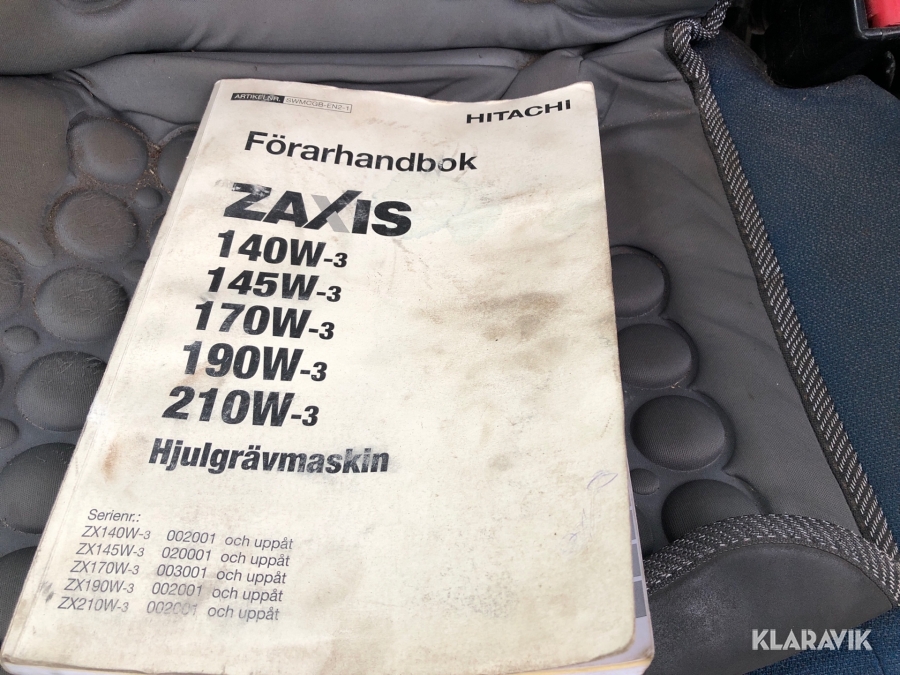 ARTIKELNR. SWMCGB-EN2-1
HITACHI
Förarhandbok
ZAXIS
140W-3
145W-3
170W-3
190W-3
210W-3
Hjulgrävmaskin
Serienr.:
ZX140W-3 002001 och uppåt
ZX145W-3 020001 och uppåt
ZX170W-3 003001 och uppåt
ZX190W-3 002001 och uppåt
ZX210W-3 002001 och uppåt
KLARAVIK